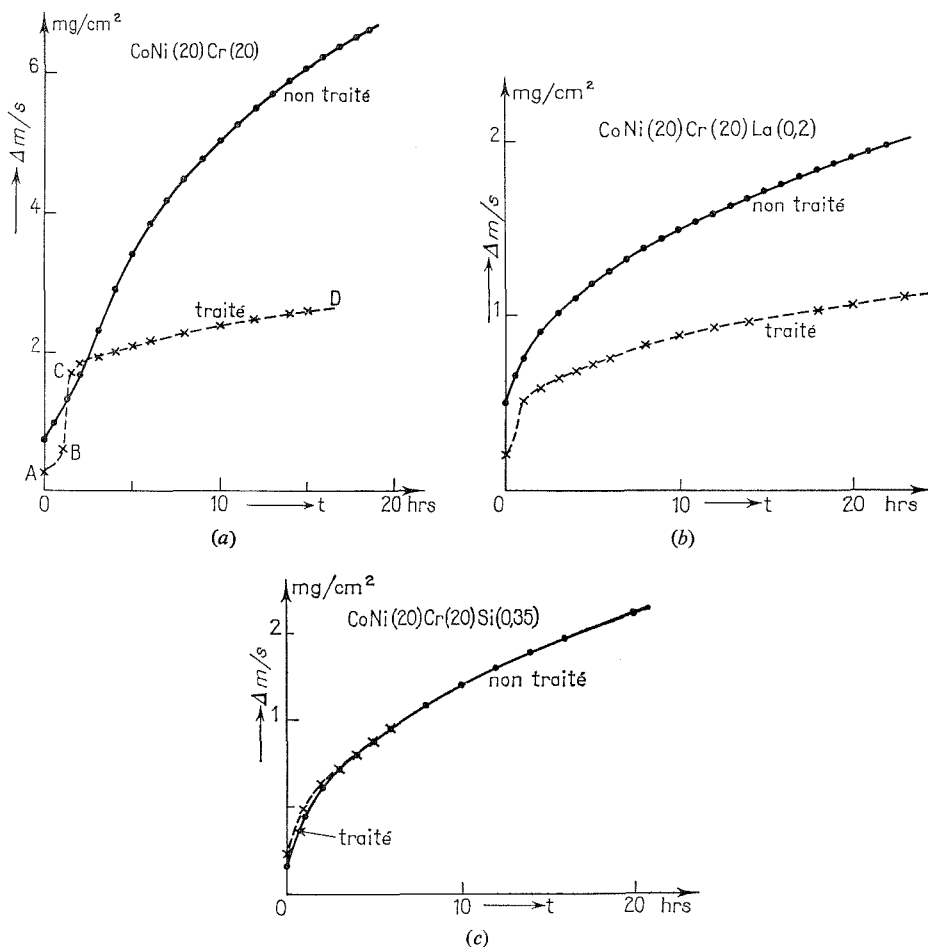 mg/cm²
CoNi(20)Cr(20)
6
non traité
Δm/s
4
traité
D
2
C
B
A
0
10
20 hrs
t
(a)
mg/cm²
CoNi(20)Cr(20)La(0,2)
2
non traité
Δm/s
1
traité
0
10
20
hrs
t
(b)
mg/cm²
CoNi(20)Cr(20)Si(0,35)
2
non traité
Δm/s
1
traité
0
10
20
hrs
t
(c)